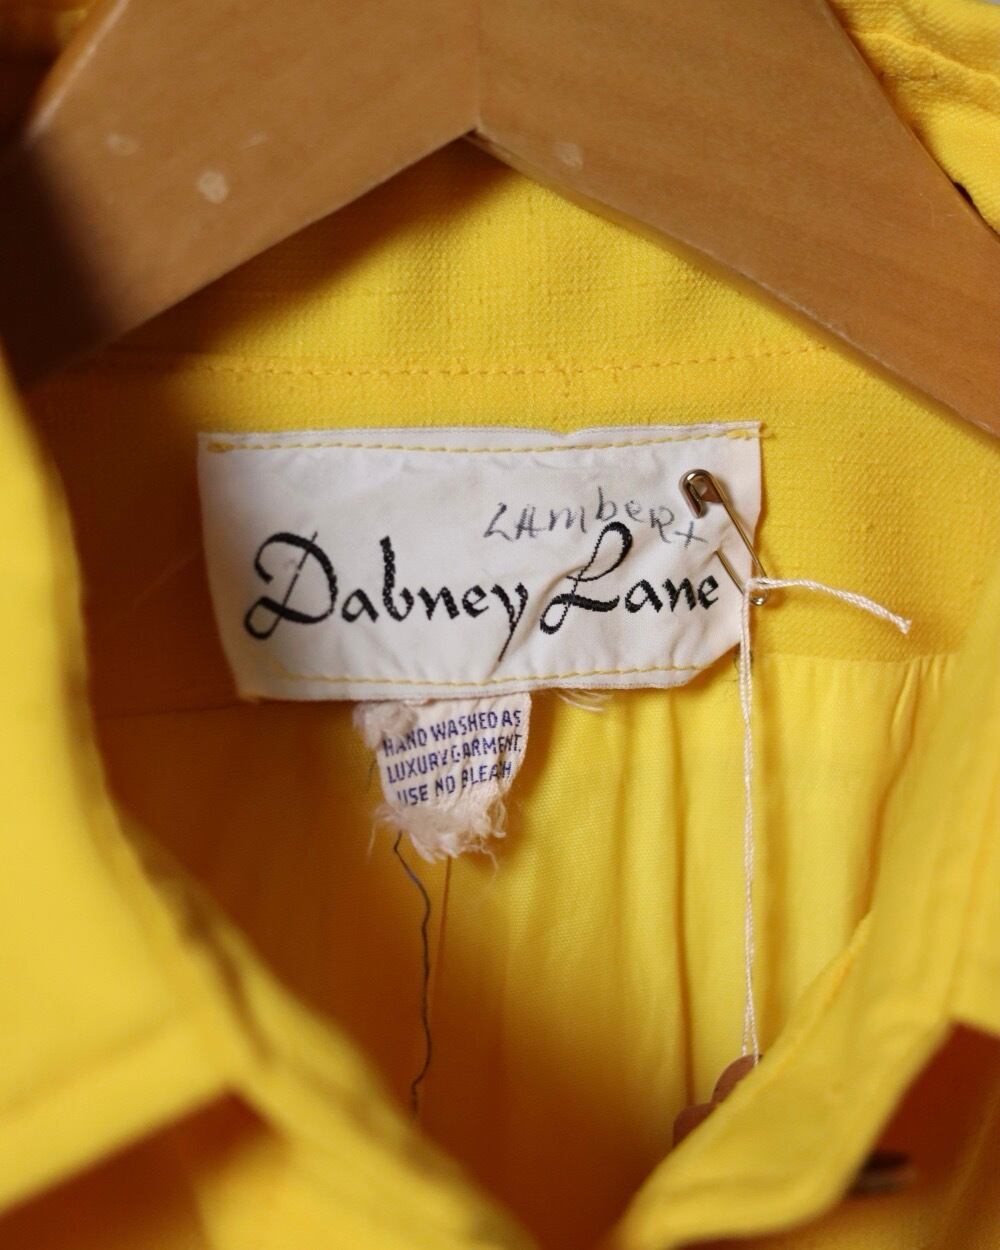 LAmbeRt
Dabney Lane
HAND WASHED AS
LUXURY GARMENT.
USE NO BLEACH